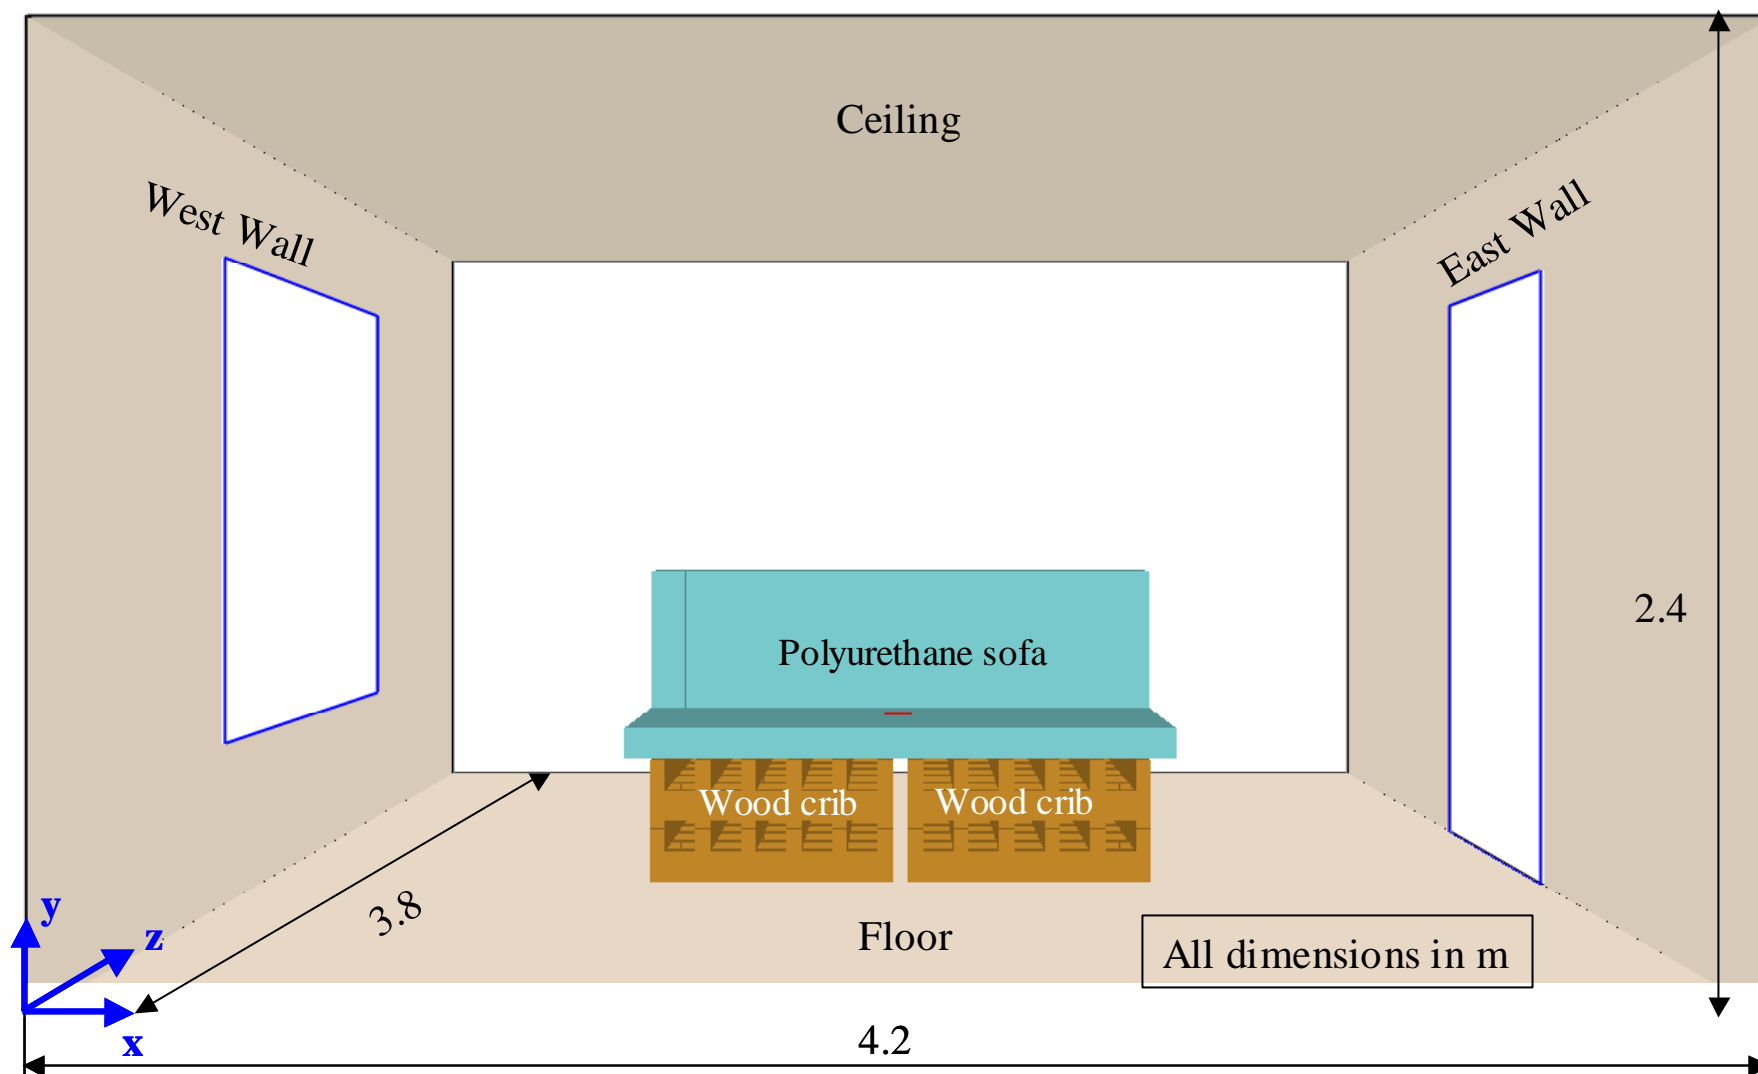 Ceiling
West Wall
East Wall
2.4
Polyurethane sofa
Wood crib
Wood crib
3.8
y
z
Floor
All dimensions in m
x
4.2